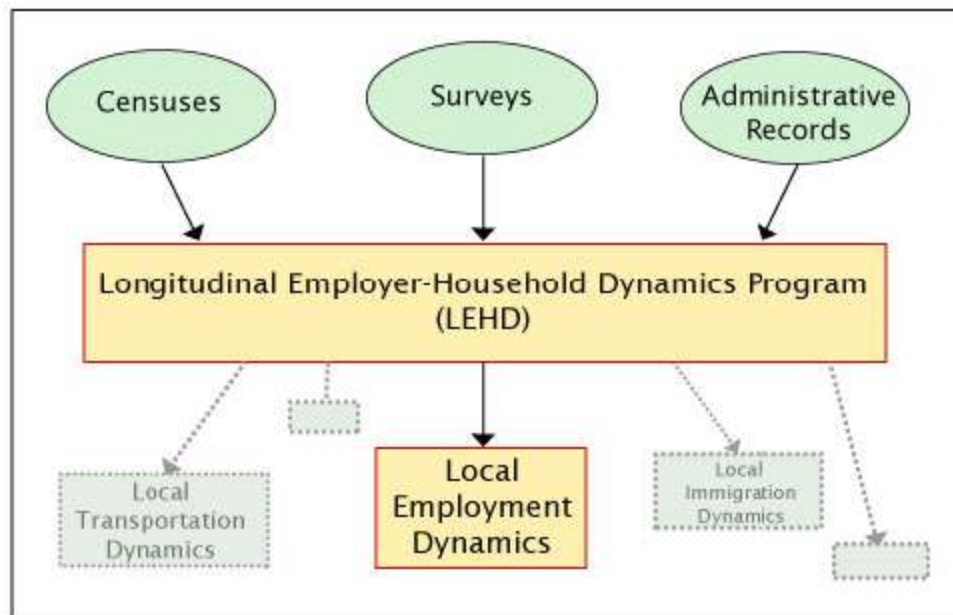 Censuses
Surveys
Administrative
Records
Longitudinal Employer-Household Dynamics Program
(LEHD)
Local
Transportation
Dynamics
Local
Employment
Dynamics
Local
Immigration
Dynamics